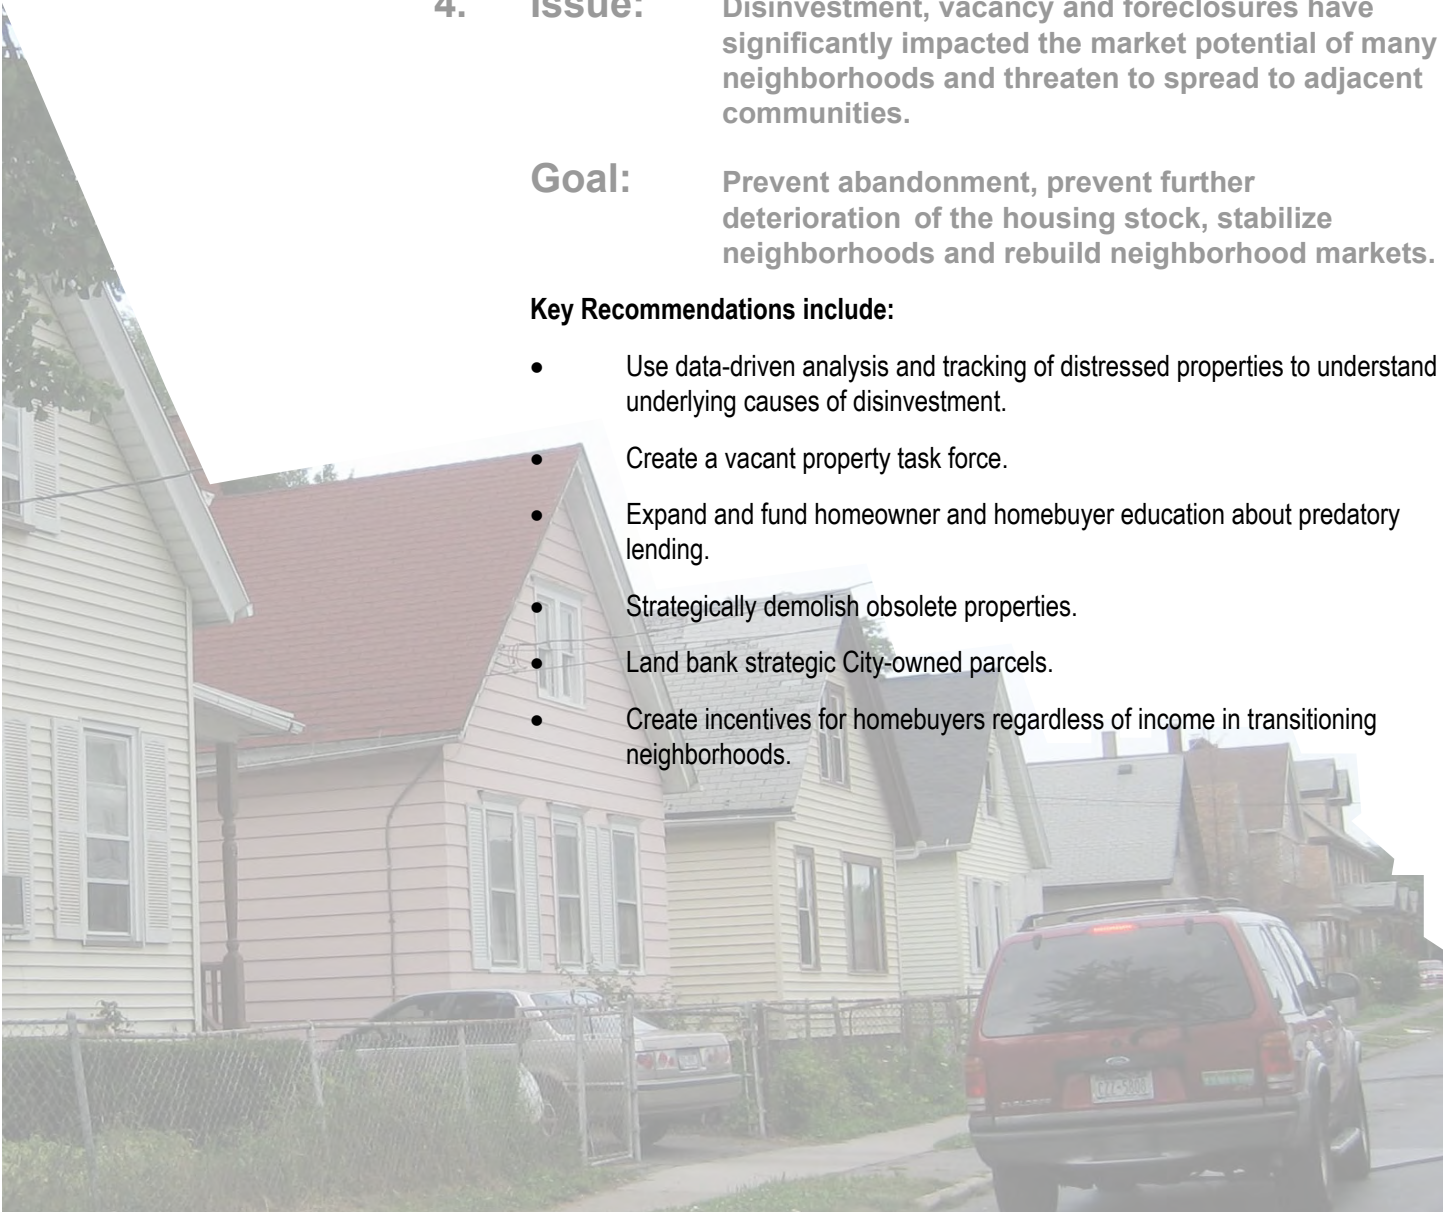 4. Issue: Disinvestment, vacancy and foreclosures have
significantly impacted the market potential of many
neighborhoods and threaten to spread to adjacent
communities.
Goal: Prevent abandonment, prevent further
deterioration of the housing stock, stabilize
neighborhoods and rebuild neighborhood markets.
Key Recommendations include:
• Use data-driven analysis and tracking of distressed properties to understand
underlying causes of disinvestment.
• Create a vacant property task force.
• Expand and fund homeowner and homebuyer education about predatory
lending.
• Strategically demolish obsolete properties.
• Land bank strategic City-owned parcels.
• Create incentives for homebuyers regardless of income in transitioning
neighborhoods.